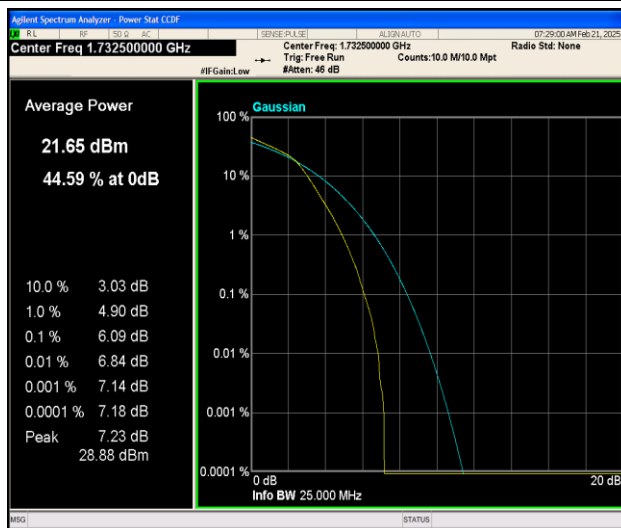 Agilent Spectrum Analyzer - Power Stat CCDF
LXI RL RF 50 Ω AC SENSE:PULSE ALIGN AUTO 07:29:00 AM Feb 21, 2025
Center Freq 1.732500000 GHz
Center Freq: 1.732500000 GHz Radio Std: None
Trig: Free Run Counts:10.0 M/10.0 Mpt
#IFGain:Low #Atten: 46 dB
Average Power
21.65 dBm
44.59 % at 0dB
10.0 % 3.03 dB
1.0 % 4.90 dB
0.1 % 6.09 dB
0.01 % 6.84 dB
0.001 % 7.14 dB
0.0001 % 7.18 dB
Peak 7.23 dB
28.88 dBm
Gaussian
100 %
10 %
1 %
0.1 %
0.01 %
0.001 %
0.0001 %
0 dB 20 dB
Info BW 25.000 MHz
MSG STATUS